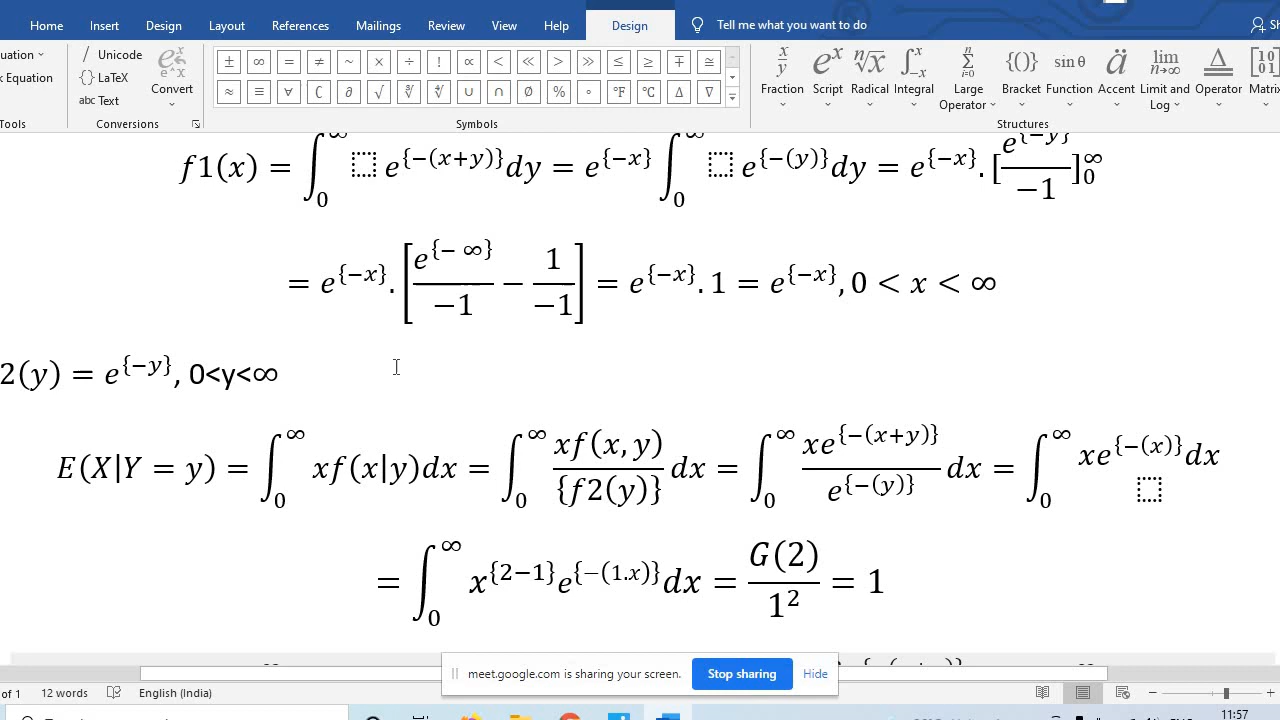 Home Insert Design Layout References Mailings Review View Help Design Tell me what you want to do
Unicode
{} LaTeX
abc Text
e^x Convert
± ∞ = ≠ ~ × ÷ ! ∝ < ≪ > ≫ ≤ ≥ ∓ ≅
≈ ≡ ∀ ∁ ∂ √ ∛ ∜ ∪ ∩ ∅ % ° °F °C ∆ ∇
Fraction Script Radical Integral Large Operator Bracket Function Accent Limit and Log Operator
Conversions Symbols Structures
f1(x) = ∫_0^∞ ⬚ e^{−(x+y)} dy = e^{−x} ∫_0^∞ ⬚ e^{−(y)} dy = e^{−x}. [e^{−y}/−1]_0^∞
= e^{−x}. [e^{− ∞}/−1 − 1/−1] = e^{−x}. 1 = e^{−x}, 0 < x < ∞
2(y) = e^{−y}, 0<y<∞
E(X|Y = y) = ∫_0^∞ xf(x|y)dx = ∫_0^∞ xf(x, y)/{f2(y)} dx = ∫_0^∞ xe^{−(x+y)}/e^{−(y)} dx = ∫_0^∞ xe^{−(x)}dx/⬚
= ∫_0^∞ x^{2−1}e^{−(1.x)}dx = G(2)/1^2 = 1
meet.google.com is sharing your screen. Stop sharing Hide
of 1 12 words English (India)
11:57